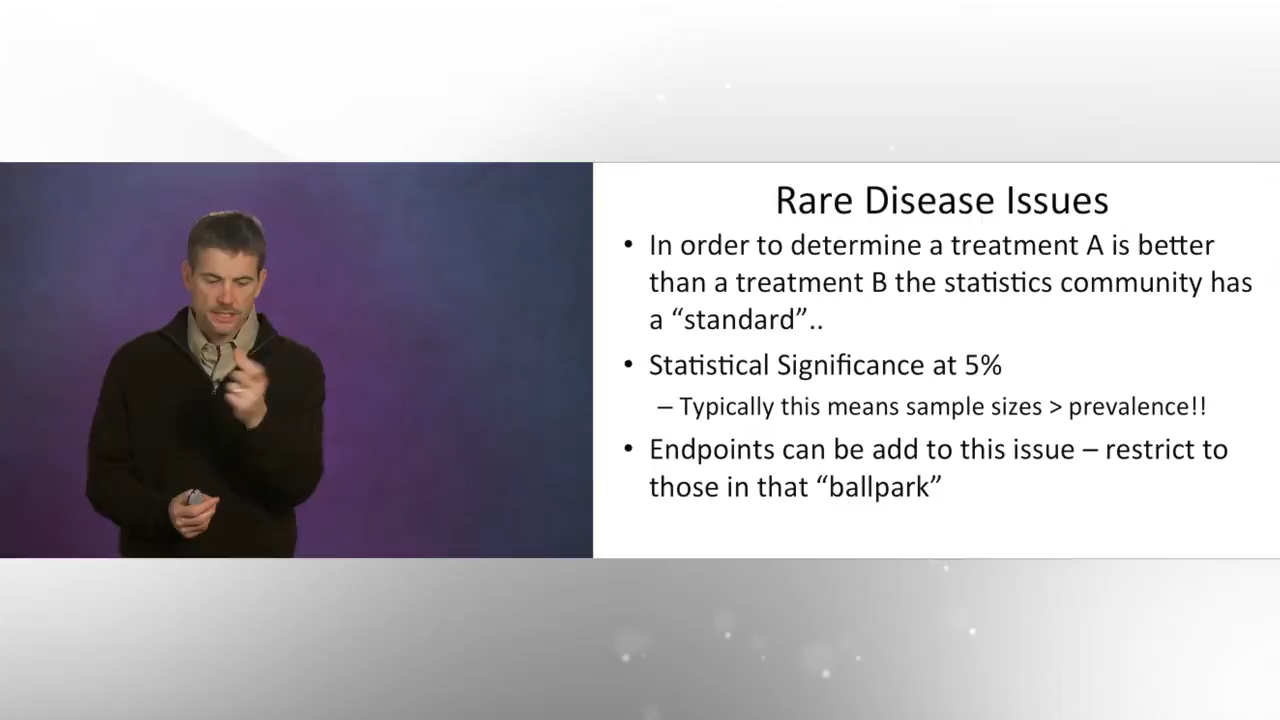 Rare Disease Issues
• In order to determine a treatment A is better
than a treatment B the statistics community has
a “standard”..
• Statistical Significance at 5%
– Typically this means sample sizes > prevalence!!
• Endpoints can be add to this issue – restrict to
those in that “ballpark”